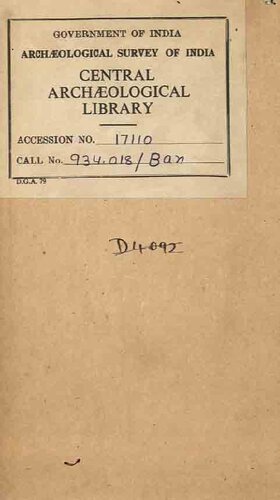 GOVERNMENT OF INDIA
ARCHÆOLOGICAL SURVEY OF INDIA
CENTRAL
ARCHÆOLOGICAL
LIBRARY
ACCESSION NO. 17110
CALL No. 934.018/Ban
D.G.A. 79
D4095